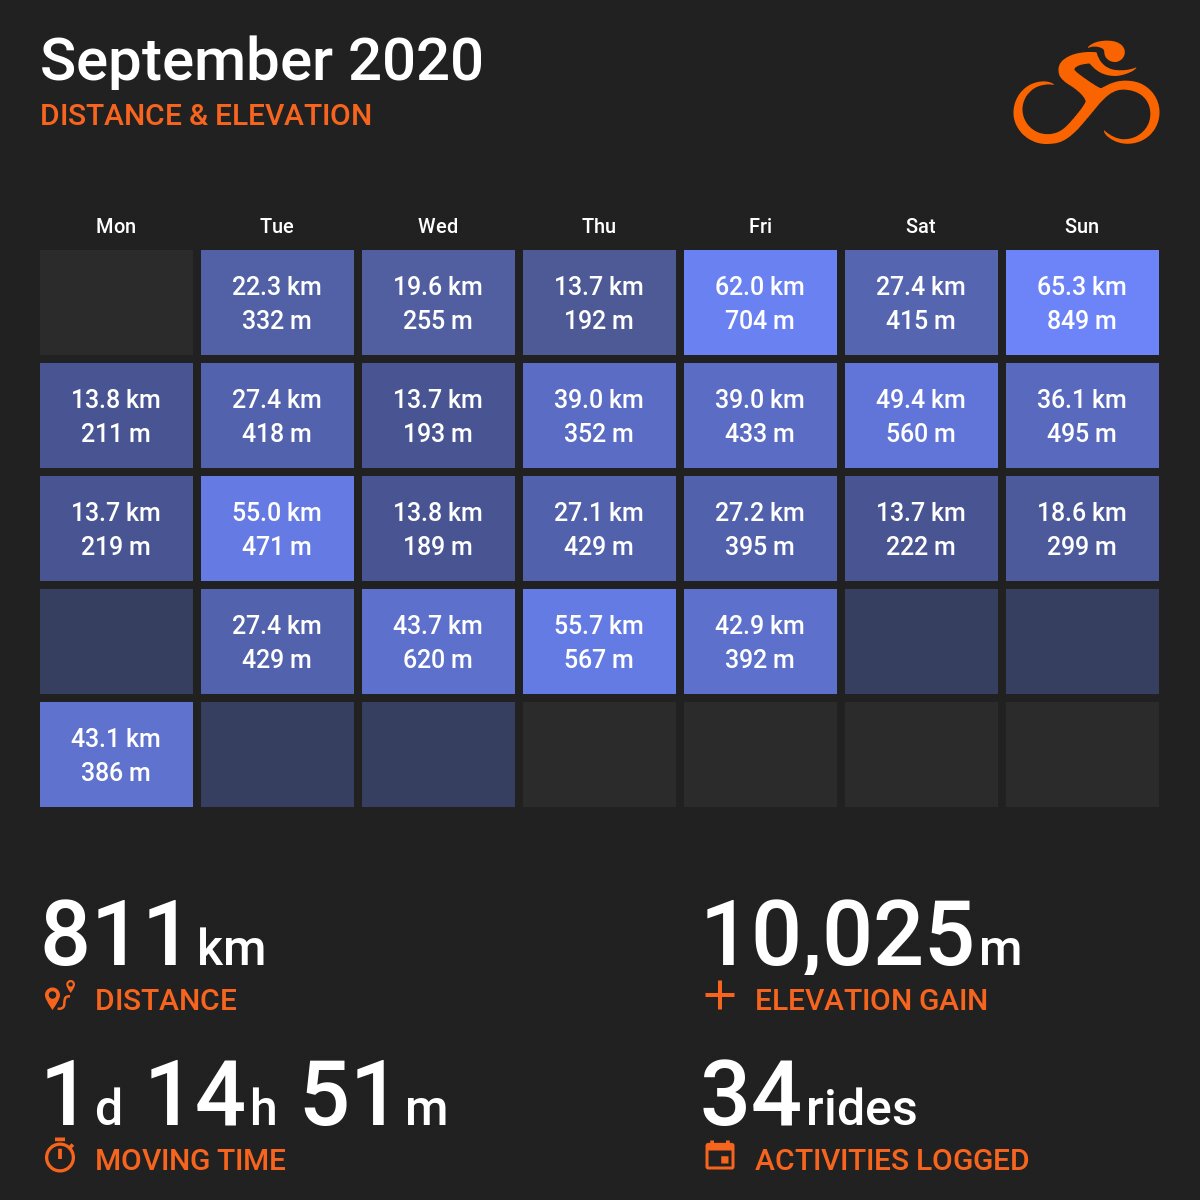 September 2020
DISTANCE & ELEVATION
Mon Tue Wed Thu Fri Sat Sun
22.3 km 19.6 km 13.7 km 62.0 km 27.4 km 65.3 km
332 m 255 m 192 m 704 m 415 m 849 m
13.8 km 27.4 km 13.7 km 39.0 km 39.0 km 49.4 km 36.1 km
211 m 418 m 193 m 352 m 433 m 560 m 495 m
13.7 km 55.0 km 13.8 km 27.1 km 27.2 km 13.7 km 18.6 km
219 m 471 m 189 m 429 m 395 m 222 m 299 m
27.4 km 43.7 km 55.7 km 42.9 km
429 m 620 m 567 m 392 m
43.1 km
386 m
811 km 10,025 m
DISTANCE ELEVATION GAIN
1 d 14 h 51 m 34 rides
MOVING TIME ACTIVITIES LOGGED